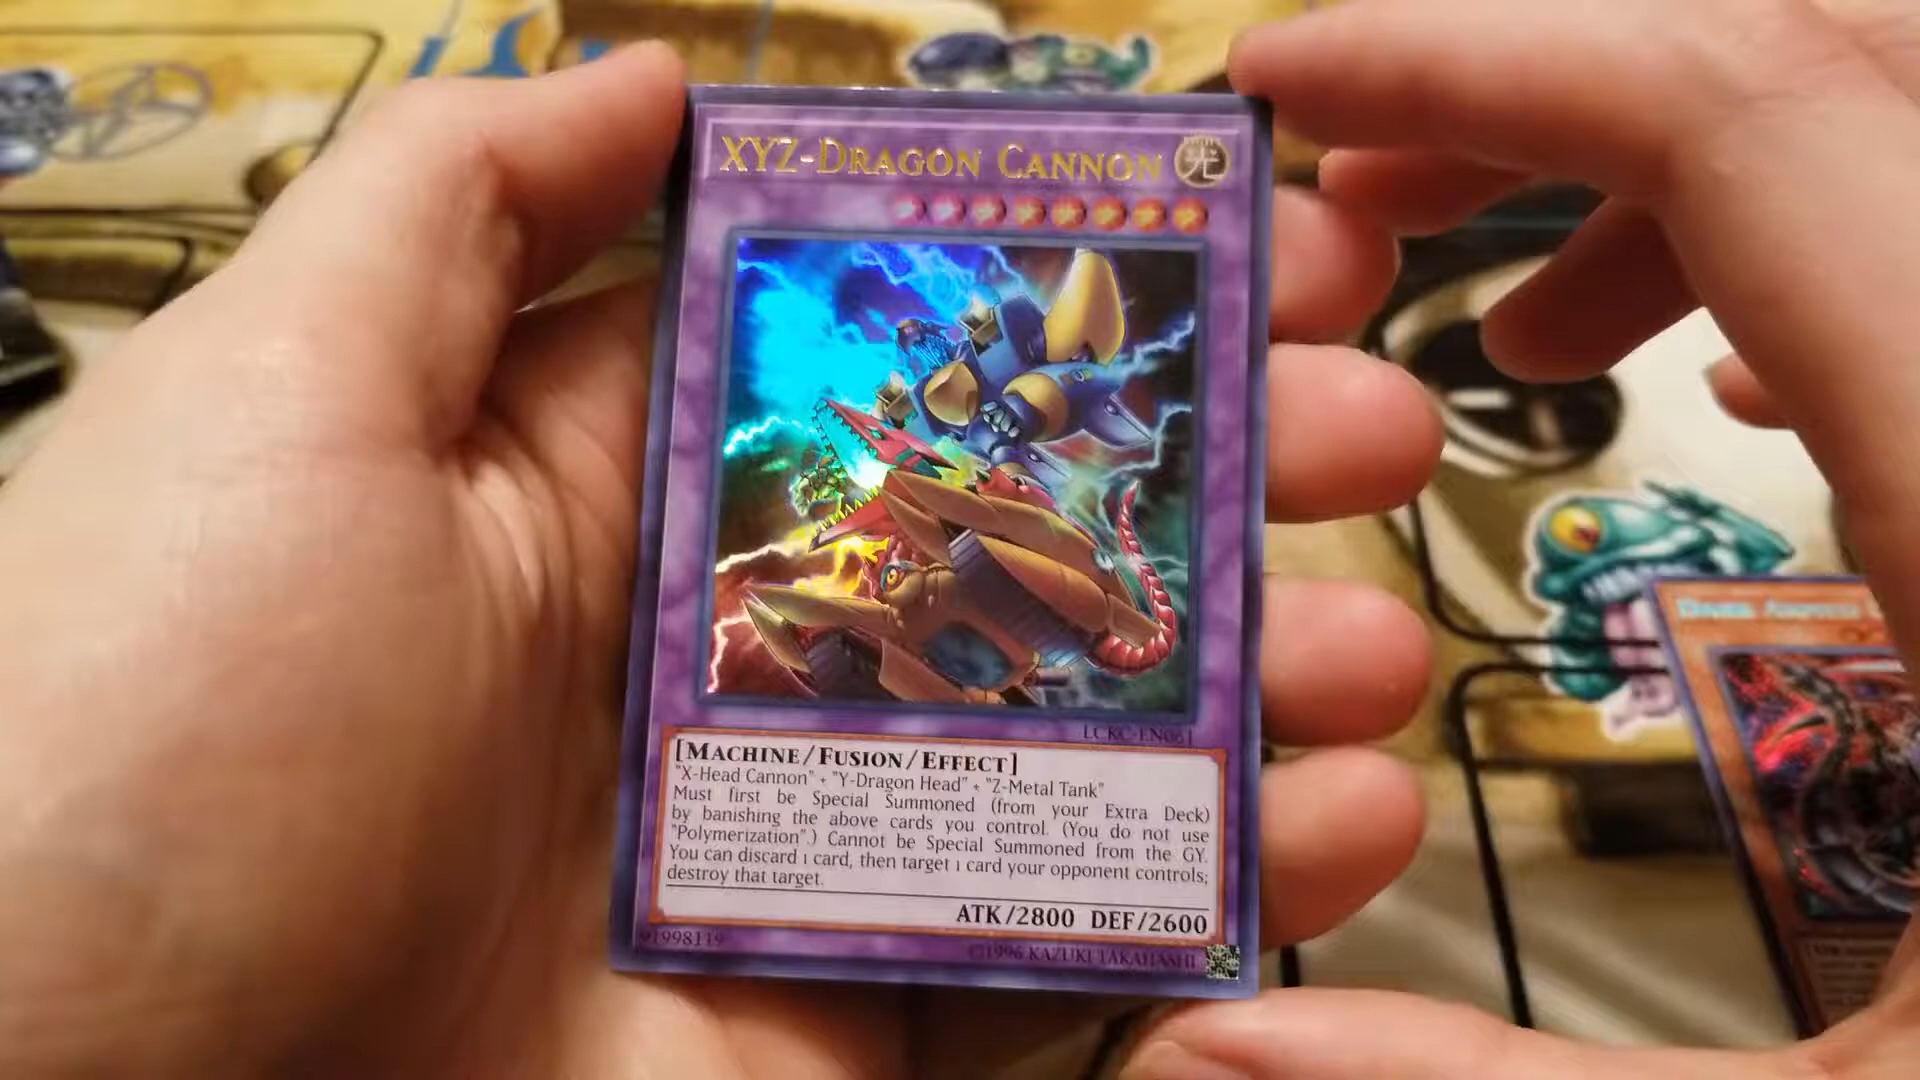 XYZ-Dragon Cannon
光
LCKC-EN061
[Machine/Fusion/Effect]
"X-Head Cannon" + "Y-Dragon Head" + "Z-Metal Tank"
Must first be Special Summoned (from your Extra Deck)
by banishing the above cards you control. (You do not use
"Polymerization".) Cannot be Special Summoned from the GY.
You can discard 1 card, then target 1 card your opponent controls;
destroy that target.
ATK/2800 DEF/2600
91998119
©1996 KAZUKI TAKAHASHI